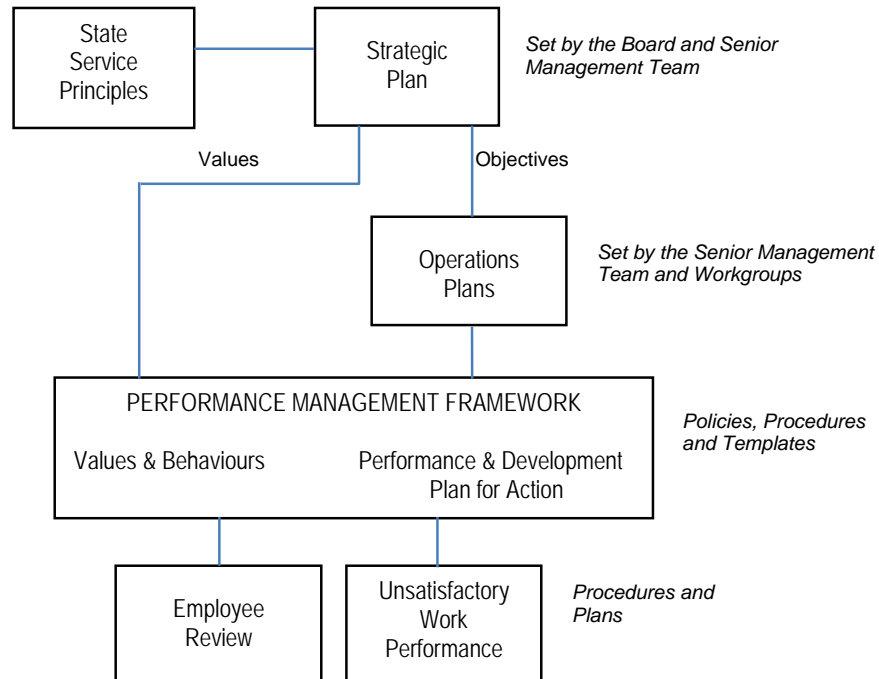 State
Service
Principles
Strategic
Plan
Set by the Board and Senior
Management Team
Values
Objectives
Operations
Plans
Set by the Senior Management
Team and Workgroups
PERFORMANCE MANAGEMENT FRAMEWORK
Values & Behaviours
Performance & Development
Plan for Action
Policies, Procedures
and Templates
Employee
Review
Unsatisfactory
Work
Performance
Procedures and
Plans